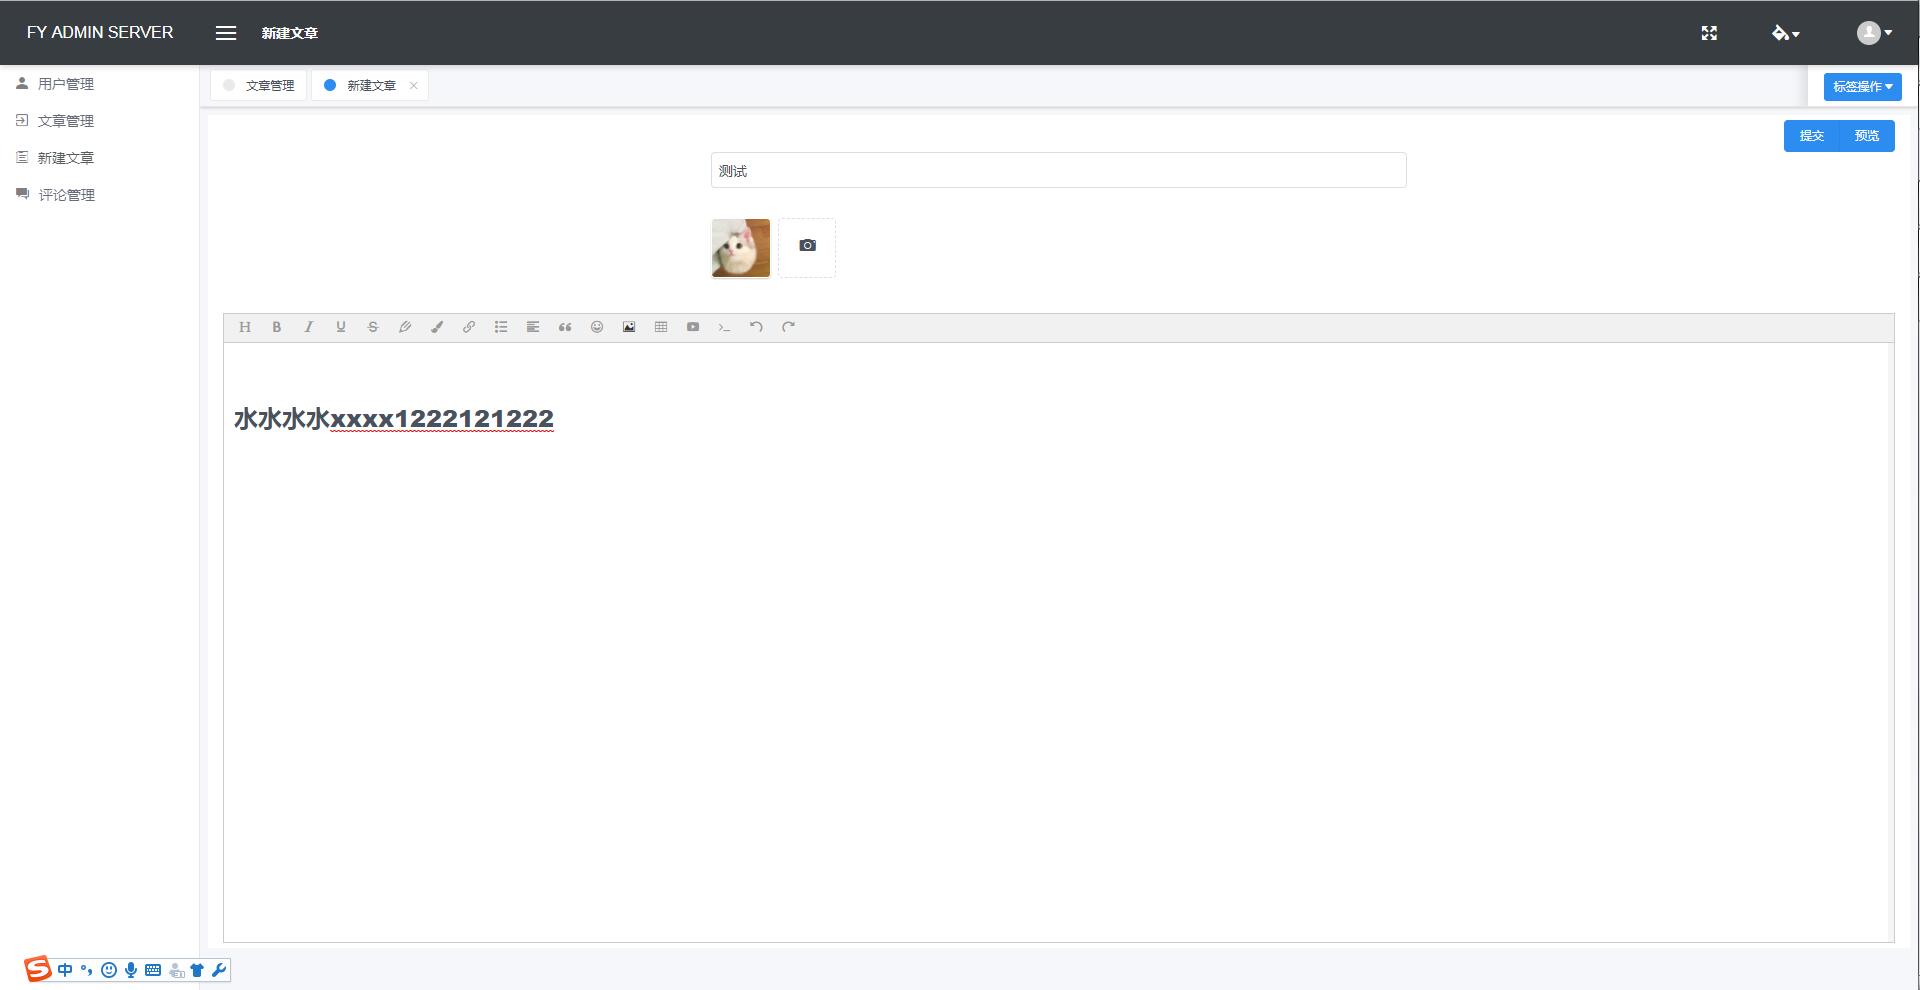 FY ADMIN SERVER
新建文章
用户管理
文章管理
新建文章
评论管理
文章管理
新建文章
标签操作
提交
预览
测试
水水水水xxxx1222121222
中